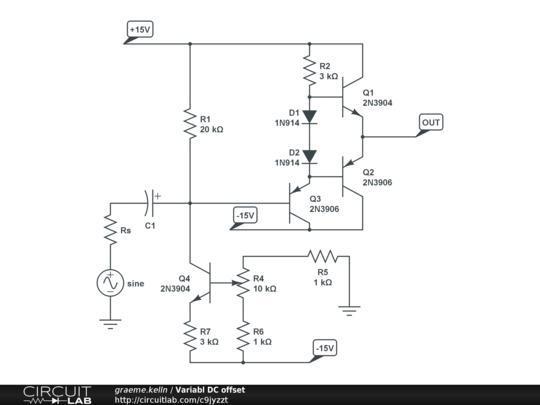 +15V
R2
3 kΩ
Q1
2N3904
R1
20 kΩ
D1
1N914
OUT
D2
1N914
Q2
2N3906
Q3
2N3906
+
C1
-15V
Rs
sine
Q4
2N3904
R4
10 kΩ
R5
1 kΩ
R7
3 kΩ
R6
1 kΩ
-15V
CIRCUIT
LAB
graeme.kelln / Variabl DC offset
http://circuitlab.com/c9jyzzt